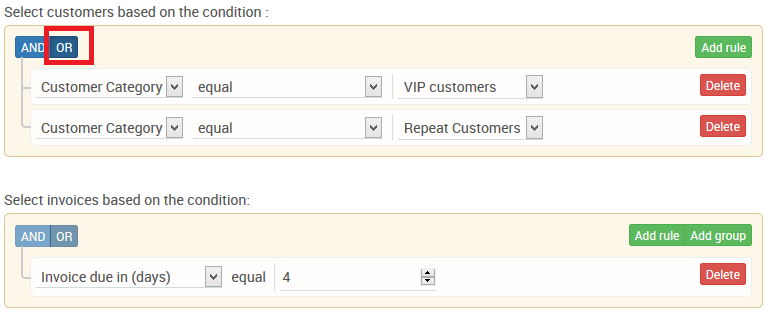 Select customers based on the condition :
AND OR Add rule
Customer Category equal VIP customers Delete
Customer Category equal Repeat Customers Delete
Select invoices based on the condition:
AND OR Add rule Add group
Invoice due in (days) equal 4 Delete